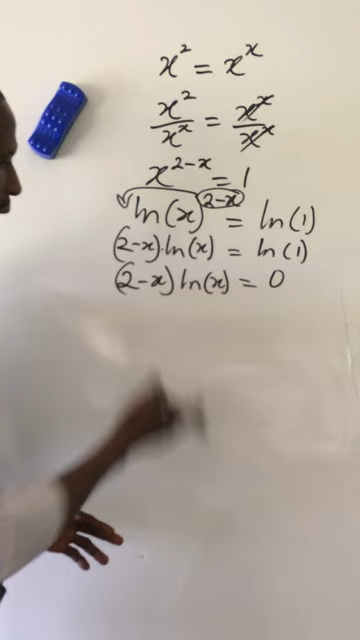 x² = x^x
x²/x^x = x^x/x^x
x^(2-x) = 1
ln(x)^(2-x) = ln(1)
(2-x)·ln(x) = ln(1)
(2-x) ln(x) = 0